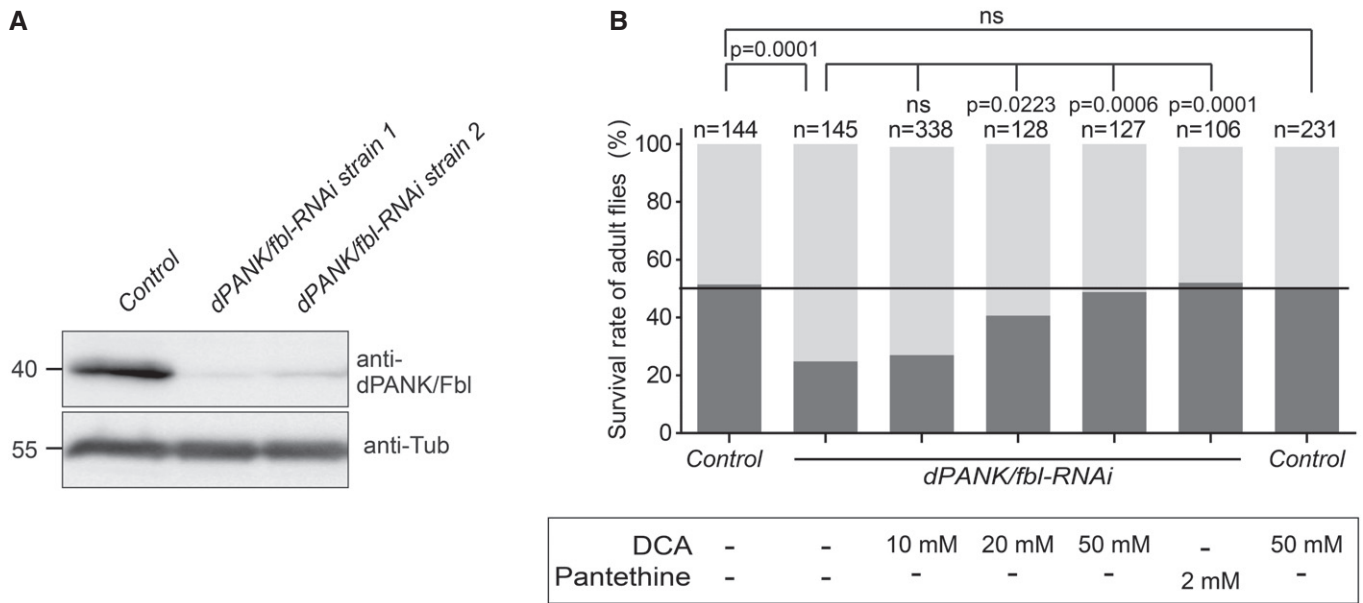 A
Control
dPANK/fbl-RNAi strain 1
dPANK/fbl-RNAi strain 2
40
anti-
dPANK/Fbl
55
anti-Tub
B
ns
p=0.0001
ns p=0.0223 p=0.0006 p=0.0001
n=144 n=145 n=338 n=128 n=127 n=106 n=231
Survival rate of adult flies (%)
100
80
60
40
20
0
Control dPANK/fbl-RNAi Control
DCA - - 10 mM 20 mM 50 mM - 50 mM
Pantethine - - - - - 2 mM -